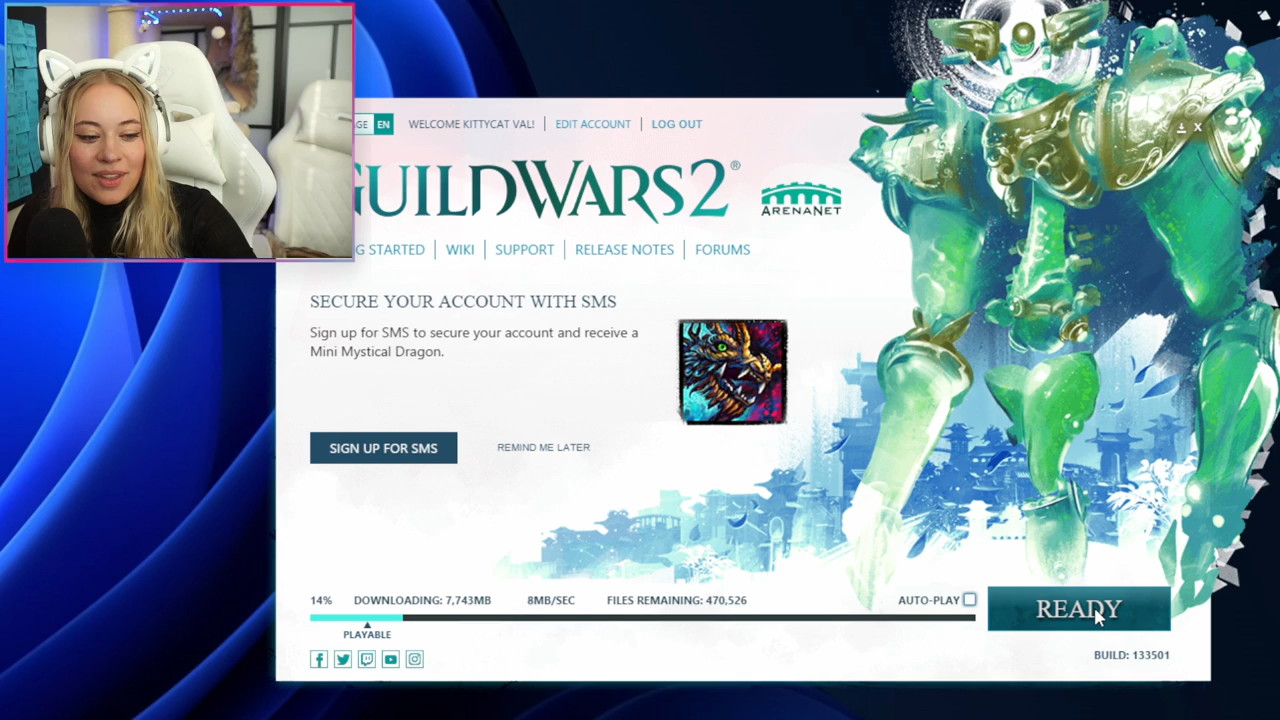 GE EN WELCOME KITTYCAT VAL! EDIT ACCOUNT LOG OUT
GUILD WARS 2®
ARENANET
G STARTED WIKI SUPPORT RELEASE NOTES FORUMS
SECURE YOUR ACCOUNT WITH SMS
Sign up for SMS to secure your account and receive a
Mini Mystical Dragon.
SIGN UP FOR SMS REMIND ME LATER
14% DOWNLOADING: 7,743MB 8MB/SEC FILES REMAINING: 470,526 AUTO-PLAY
READY
PLAYABLE
BUILD: 133501